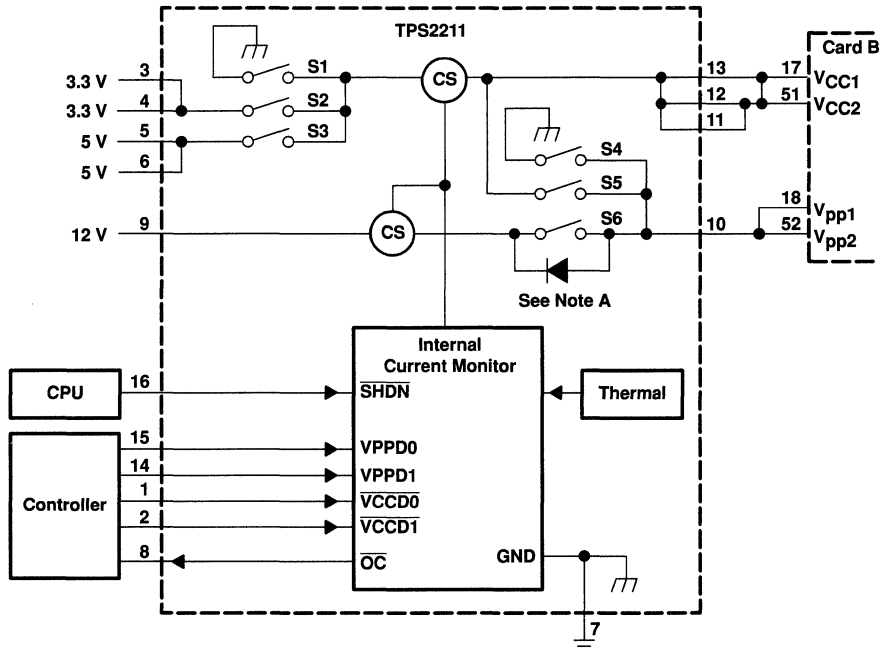 TPS2211
Card B
3
3.3 V
S1
CS
13
17
VCC1
4
3.3 V
S2
12
51
VCC2
5
5 V
S3
11
6
5 V
S4
S5
18
Vpp1
9
12 V
CS
S6
10
52
Vpp2
See Note A
Internal
Current Monitor
CPU
16
SHDN
Thermal
Controller
15
VPPD0
14
VPPD1
1
VCCD0
2
VCCD1
8
OC
GND
7